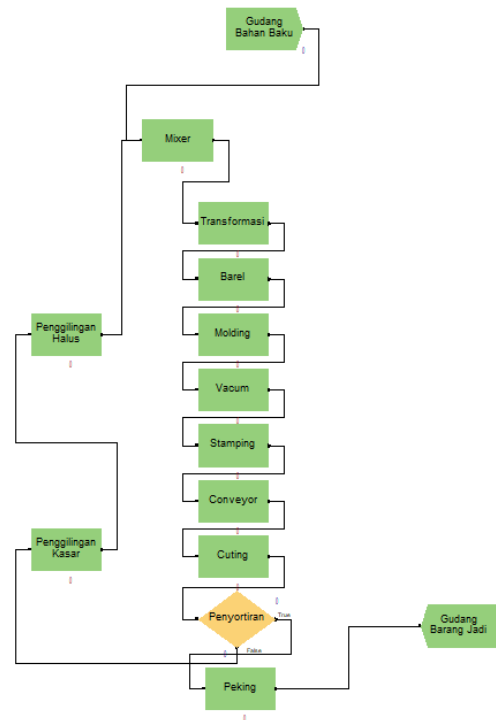 Gudang
Bahan Baku
Mixer
Transformasi
Barel
Penggilingan
Halus
Molding
Vacum
Stamping
Conveyor
Penggilingan
Kasar
Cuting
Penyortiran
True
False
Gudang
Barang Jadi
Peking